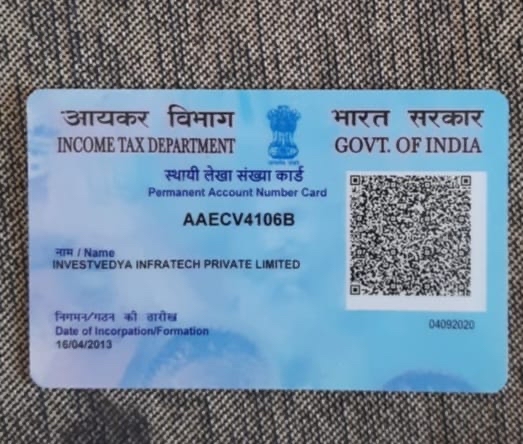 आयकर विभाग
INCOME TAX DEPARTMENT
भारत सरकार
GOVT. OF INDIA
स्थायी लेखा संख्या कार्ड
Permanent Account Number Card
AAECV4106B
नाम / Name
INVESTVEDYA INFRATECH PRIVATE LIMITED
निगमन/गठन की तारीख
Date of Incorpation/Formation
16/04/2013
04092020